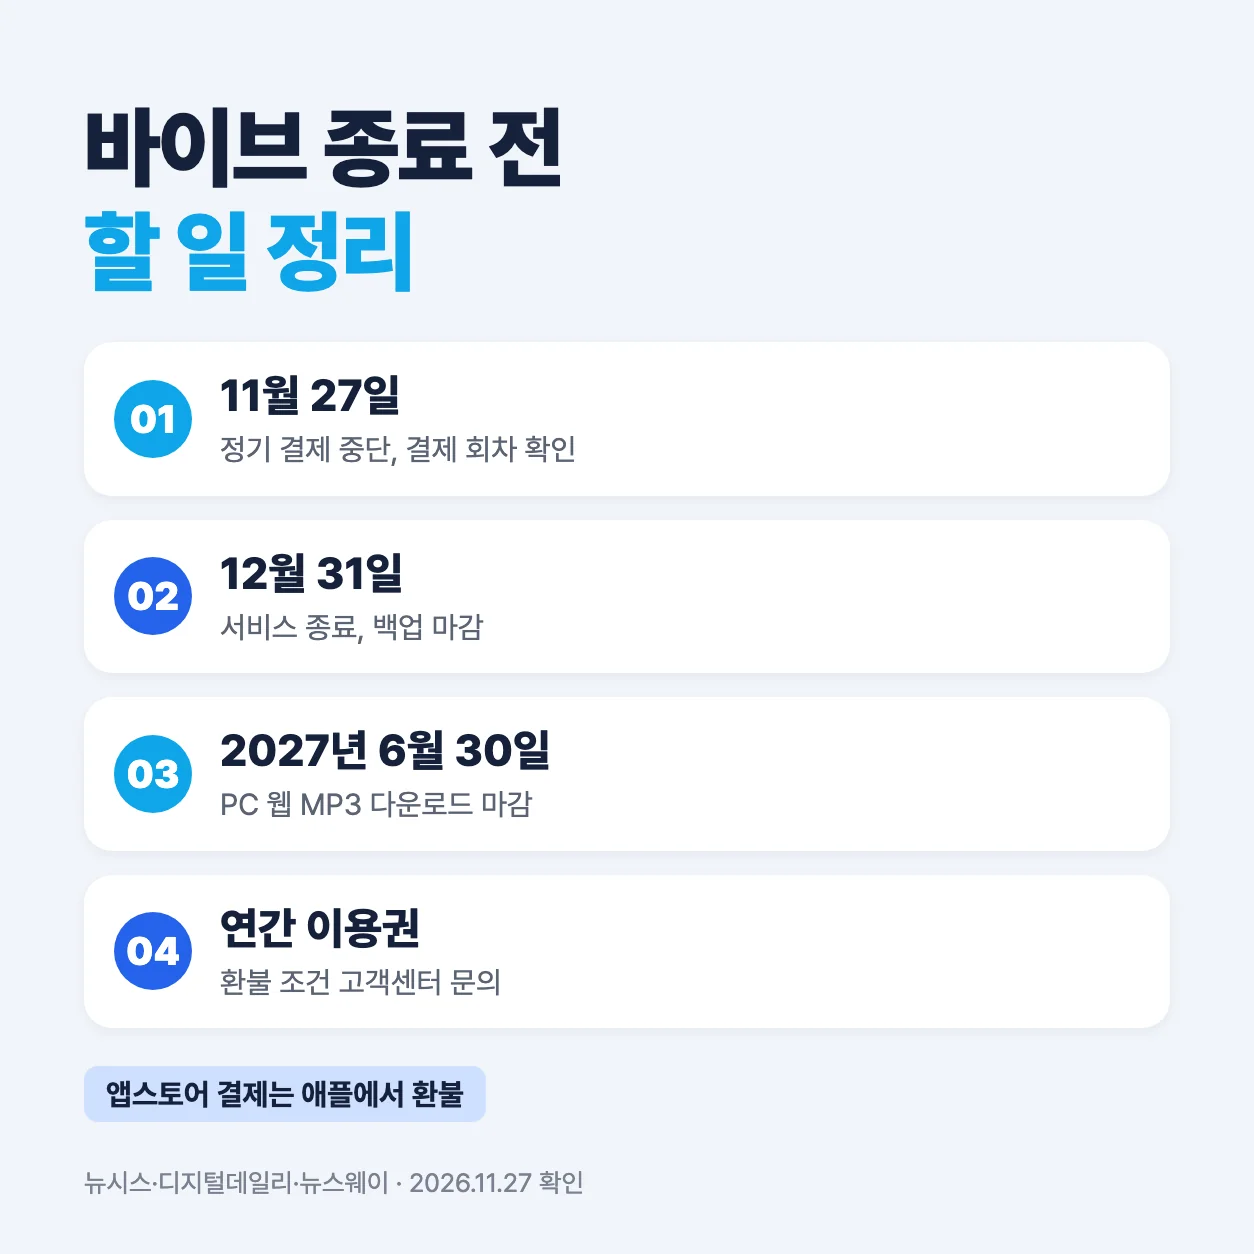 바이브 종료 전
할 일 정리
01
11월 27일
정기 결제 중단, 결제 회차 확인
02
12월 31일
서비스 종료, 백업 마감
03
2027년 6월 30일
PC 웹 MP3 다운로드 마감
04
연간 이용권
환불 조건 고객센터 문의
앱스토어 결제는 애플에서 환불
뉴시스·디지털데일리·뉴스웨이 · 2026.11.27 확인